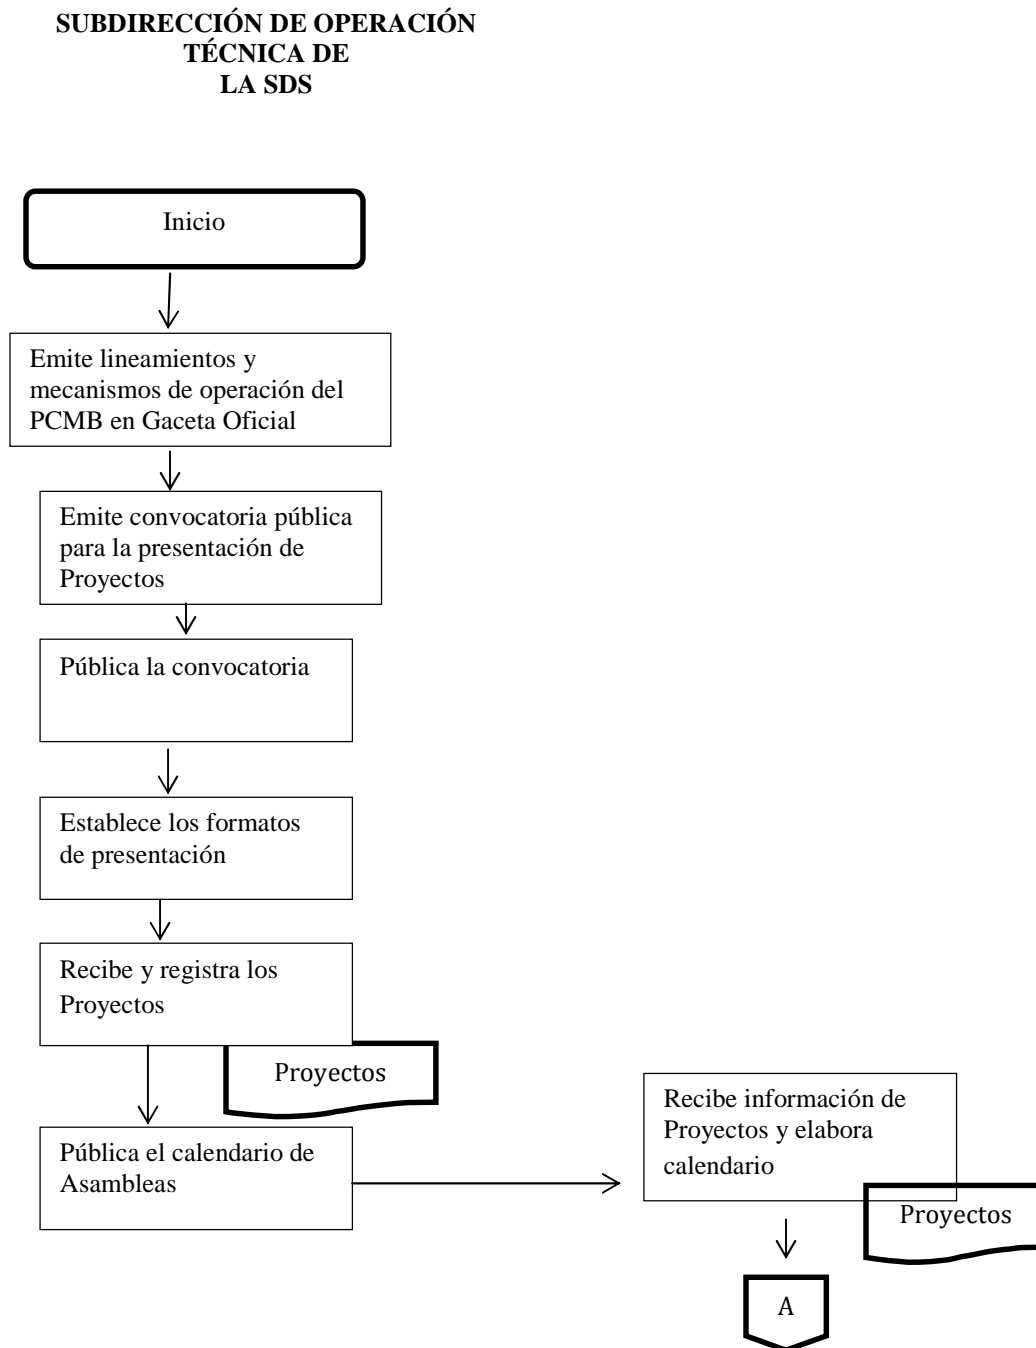 SUBDIRECCIÓN DE OPERACIÓN
TÉCNICA DE
LA SDS
Inicio
Emite lineamientos y
mecanismos de operación del
PCMB en Gaceta Oficial
Emite convocatoria pública
para la presentación de
Proyectos
Pública la convocatoria
Establece los formatos
de presentación
Recibe y registra los
Proyectos
Proyectos
Pública el calendario de
Asambleas
Recibe información de
Proyectos y elabora
calendario
Proyectos
A